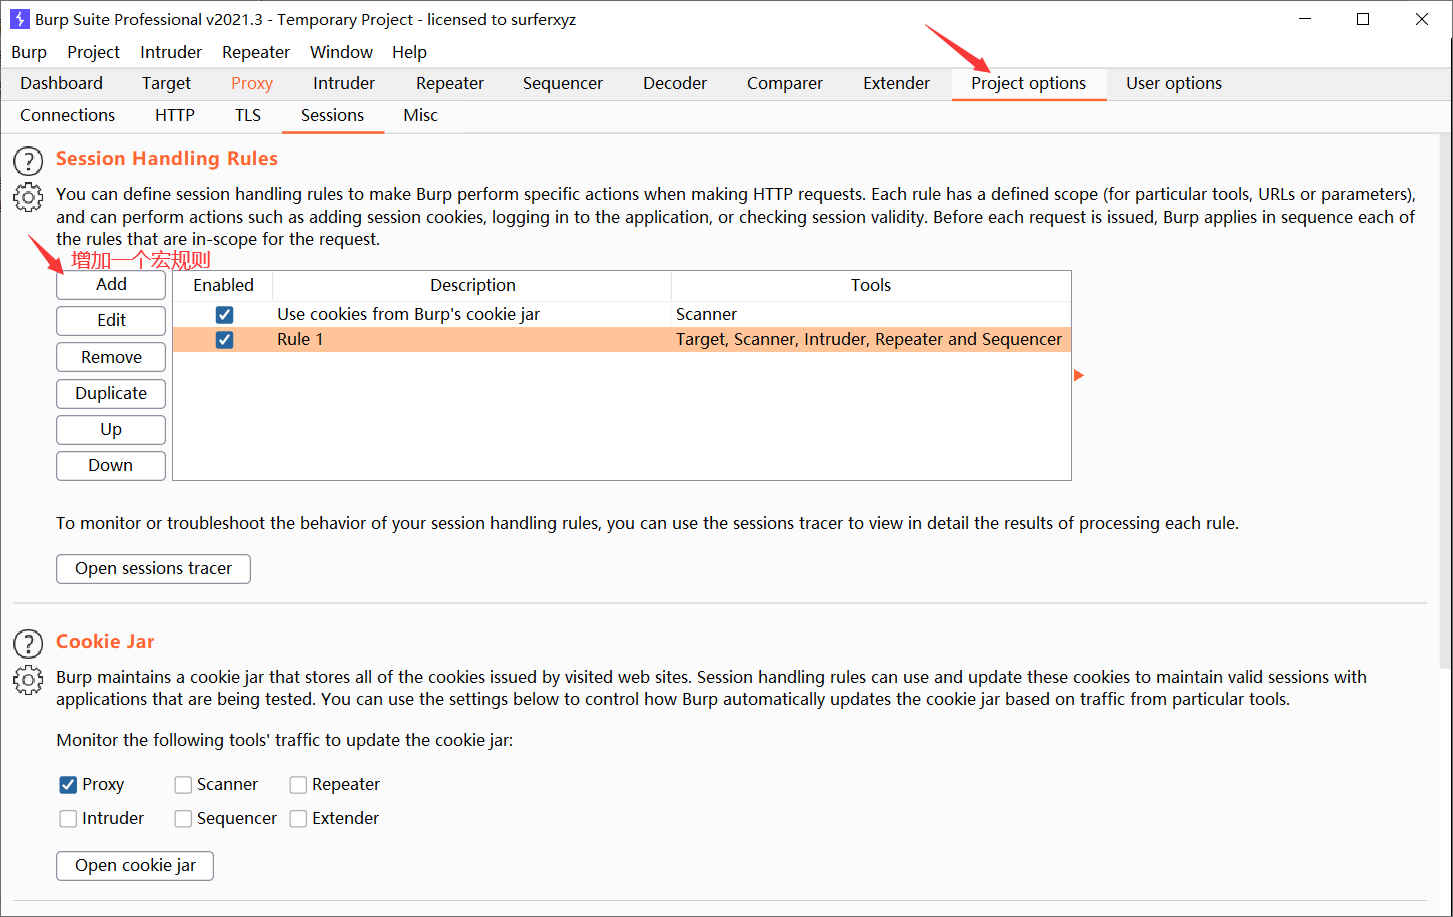 Burp Suite Professional v2021.3 - Temporary Project - licensed to surferxyz
Burp Project Intruder Repeater Window Help
Dashboard Target Proxy Intruder Repeater Sequencer Decoder Comparer Extender Project options User options
Connections HTTP TLS Sessions Misc
Session Handling Rules
You can define session handling rules to make Burp perform specific actions when making HTTP requests. Each rule has a defined scope (for particular tools, URLs or parameters),
and can perform actions such as adding session cookies, logging in to the application, or checking session validity. Before each request is issued, Burp applies in sequence each of
the rules that are in-scope for the request.
增加一个宏规则
Add
Edit
Remove
Duplicate
Up
Down
Enabled Description Tools
Use cookies from Burp's cookie jar Scanner
Rule 1 Target, Scanner, Intruder, Repeater and Sequencer
To monitor or troubleshoot the behavior of your session handling rules, you can use the sessions tracer to view in detail the results of processing each rule.
Open sessions tracer
Cookie Jar
Burp maintains a cookie jar that stores all of the cookies issued by visited web sites. Session handling rules can use and update these cookies to maintain valid sessions with
applications that are being tested. You can use the settings below to control how Burp automatically updates the cookie jar based on traffic from particular tools.
Monitor the following tools' traffic to update the cookie jar:
Proxy Scanner Repeater
Intruder Sequencer Extender
Open cookie jar